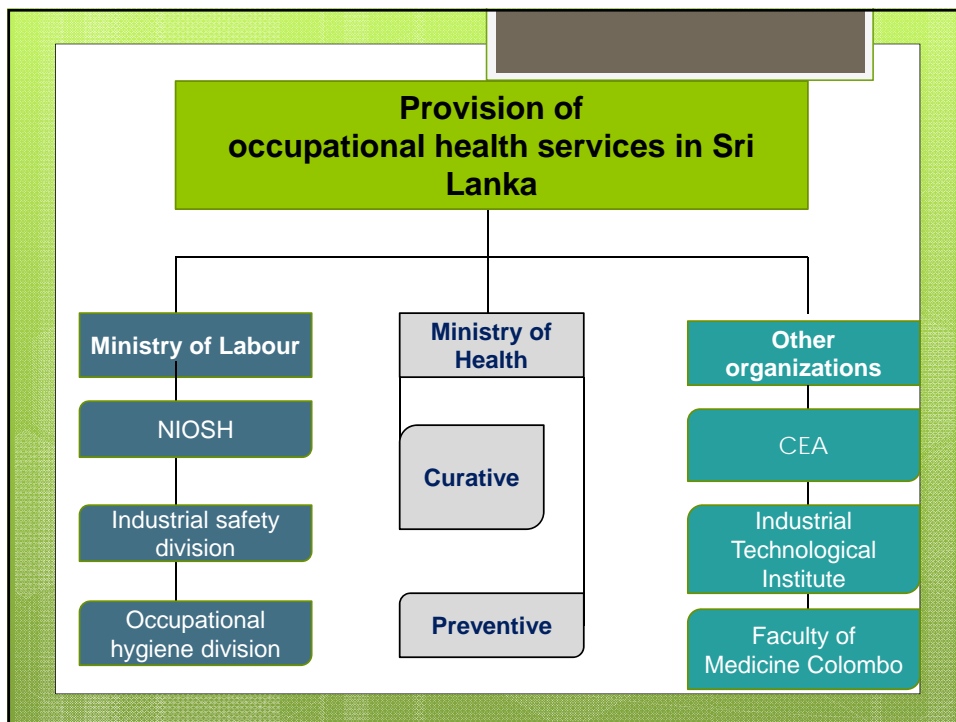 Provision of
occupational health services in Sri
Lanka
Ministry of Labour
NIOSH
Industrial safety
division
Occupational
hygiene division
Ministry of
Health
Curative
Preventive
Other
organizations
CEA
Industrial
Technological
Institute
Faculty of
Medicine Colombo